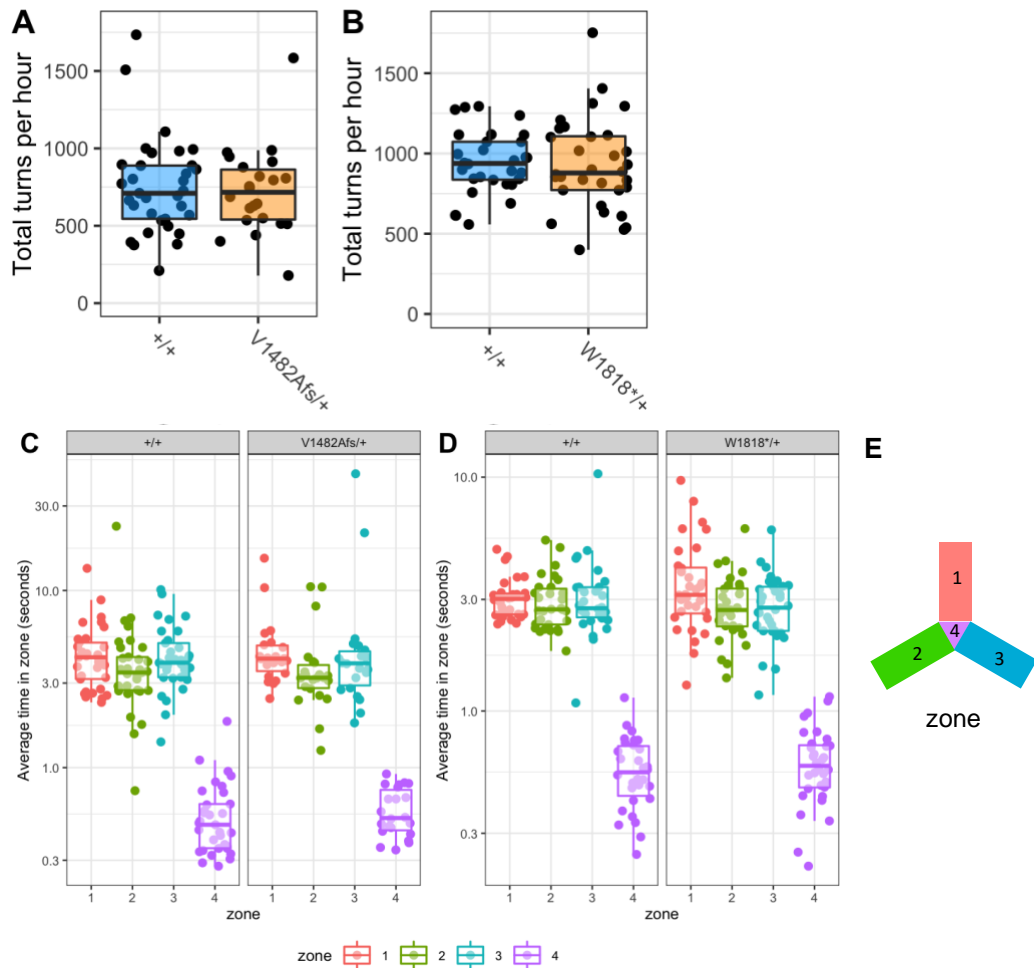 A
Total turns per hour
1500
1000
500
0
+/+
V1482Afs/+
B
Total turns per hour
1500
1000
500
0
+/+
W1818*/+
C
+/+
V1482Afs/+
Average time in zone (seconds)
30.0
10.0
3.0
1.0
0.3
1 2 3 4
1 2 3 4
zone
D
+/+
W1818*/+
Average time in zone (seconds)
10.0
3.0
1.0
0.3
1 2 3 4
1 2 3 4
zone
E
1
4
2
3
zone
zone 1 2 3 4